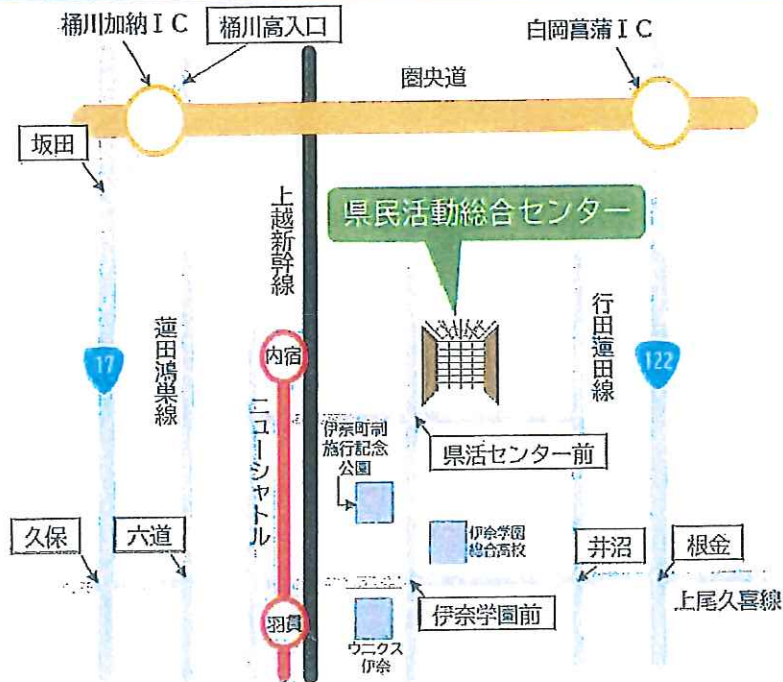 桶川加納IC
桶川高入口
白岡菖蒲IC
圏央道
坂田
上越新幹線
県民活動総合センター
蓮田鴻巣線
行田蓮田線
17
内宿
122
ニューシャトル
伊奈町制
施行記念
公園
県活センター前
久保
六道
伊奈学園
総合高校
井沼
根金
上尾久喜線
羽貫
伊奈学園前
ウニクス
伊奈